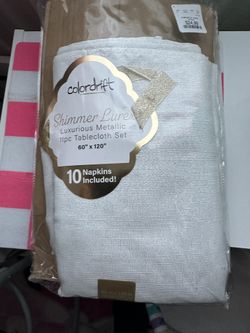 colordrift
Shimmer Lurex
Luxurious Metallic
11pc Tablecloth Set
60" x 120"
10 Napkins
Included!